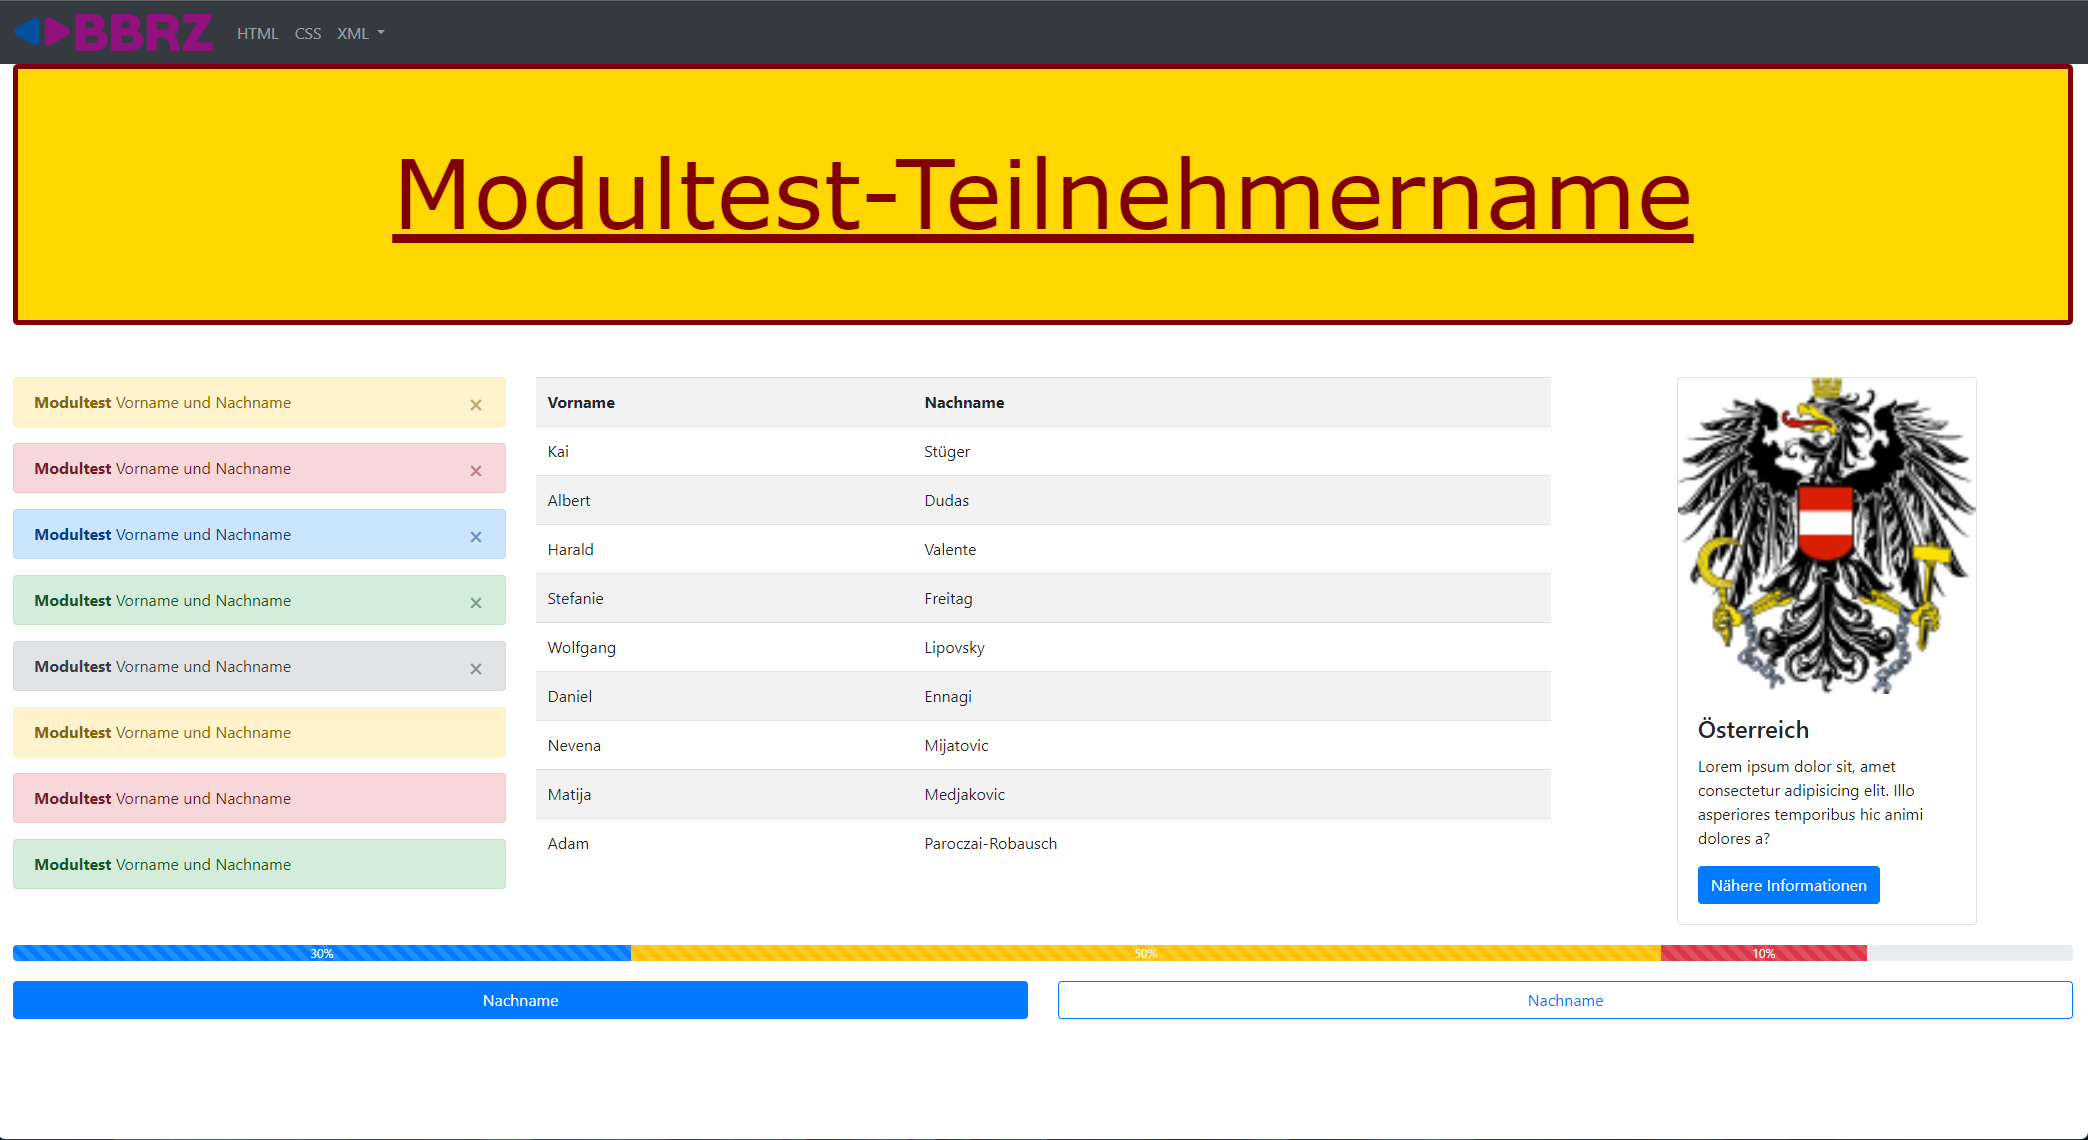 BBRZ HTML CSS XML
Modultest-Teilnehmername
Modultest Vorname und Nachname ×
Modultest Vorname und Nachname ×
Modultest Vorname und Nachname ×
Modultest Vorname und Nachname ×
Modultest Vorname und Nachname ×
Modultest Vorname und Nachname
Modultest Vorname und Nachname
Modultest Vorname und Nachname
Vorname Nachname
Kai Stüger
Albert Dudas
Harald Valente
Stefanie Freitag
Wolfgang Lipovsky
Daniel Ennagi
Nevena Mijatovic
Matija Medjakovic
Adam Paroczai-Robausch
Österreich
Lorem ipsum dolor sit, amet
consectetur adipisicing elit. Illo
asperiores temporibus hic animi
dolores a?
Nähere Informationen
30% 50% 10%
Nachname Nachname